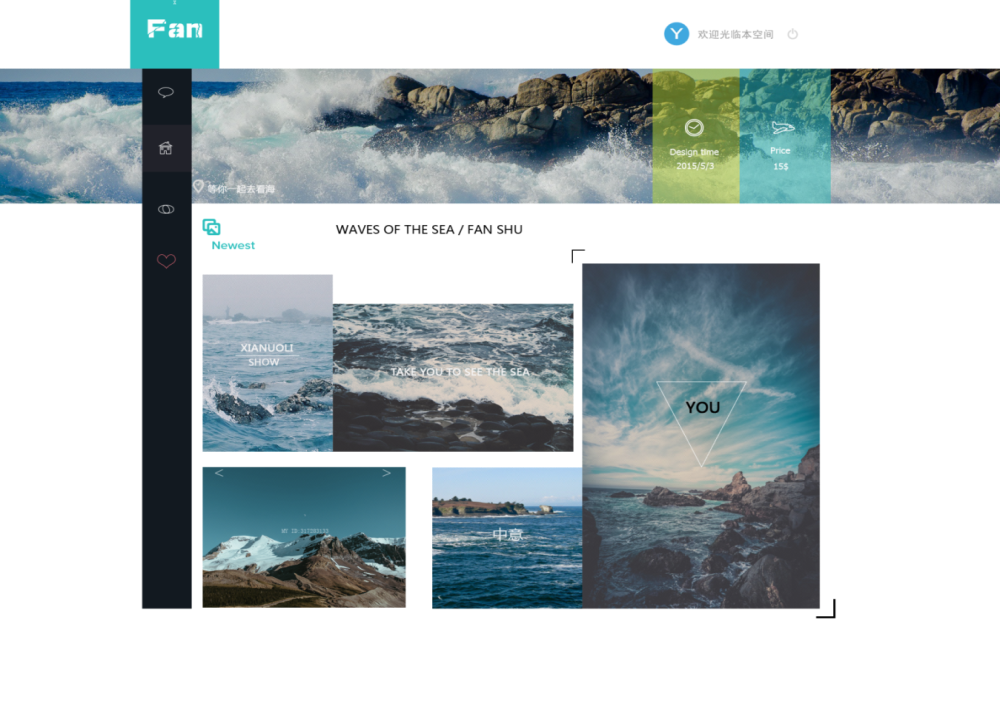 Fan
Y
欢迎光临本空间
Design time
2015/5/3
Price
15$
等你一起去看海
Newest
WAVES OF THE SEA / FAN SHU
XIANUOLI
SHOW
TAKE YOU TO SEE THE SEA
YOU
< >
中意